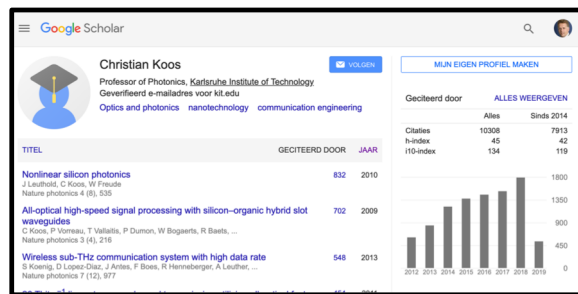 Google Scholar
Christian Koos
VOLGEN
Professor of Photonics, Karlsruhe Institute of Technology
Geverifieerd e-mailadres voor kit.edu
Optics and photonics nanotechnology communication engineering
TITEL GECITEERD DOOR JAAR
Nonlinear silicon photonics 832 2010
J Leuthold, C Koos, W Freude
Nature photonics 4 (8), 535
All-optical high-speed signal processing with silicon–organic hybrid slot 702 2009
waveguides
C Koos, P Vorreau, T Vallaitis, P Dumon, W Bogaerts, R Baets, ...
Nature photonics 3 (4), 216
Wireless sub-THz communication system with high data rate 548 2013
S Koenig, D Lopez-Diaz, J Antes, F Boes, R Henneberger, A Leuther, ...
Nature photonics 7 (12), 977
MIJN EIGEN PROFIEL MAKEN
Geciteerd door ALLES WEERGEVEN
Alles Sinds 2014
Citaties 10308 7913
h-index 45 42
i10-index 134 119
1800
1350
900
450
0
2012 2013 2014 2015 2016 2017 2018 2019